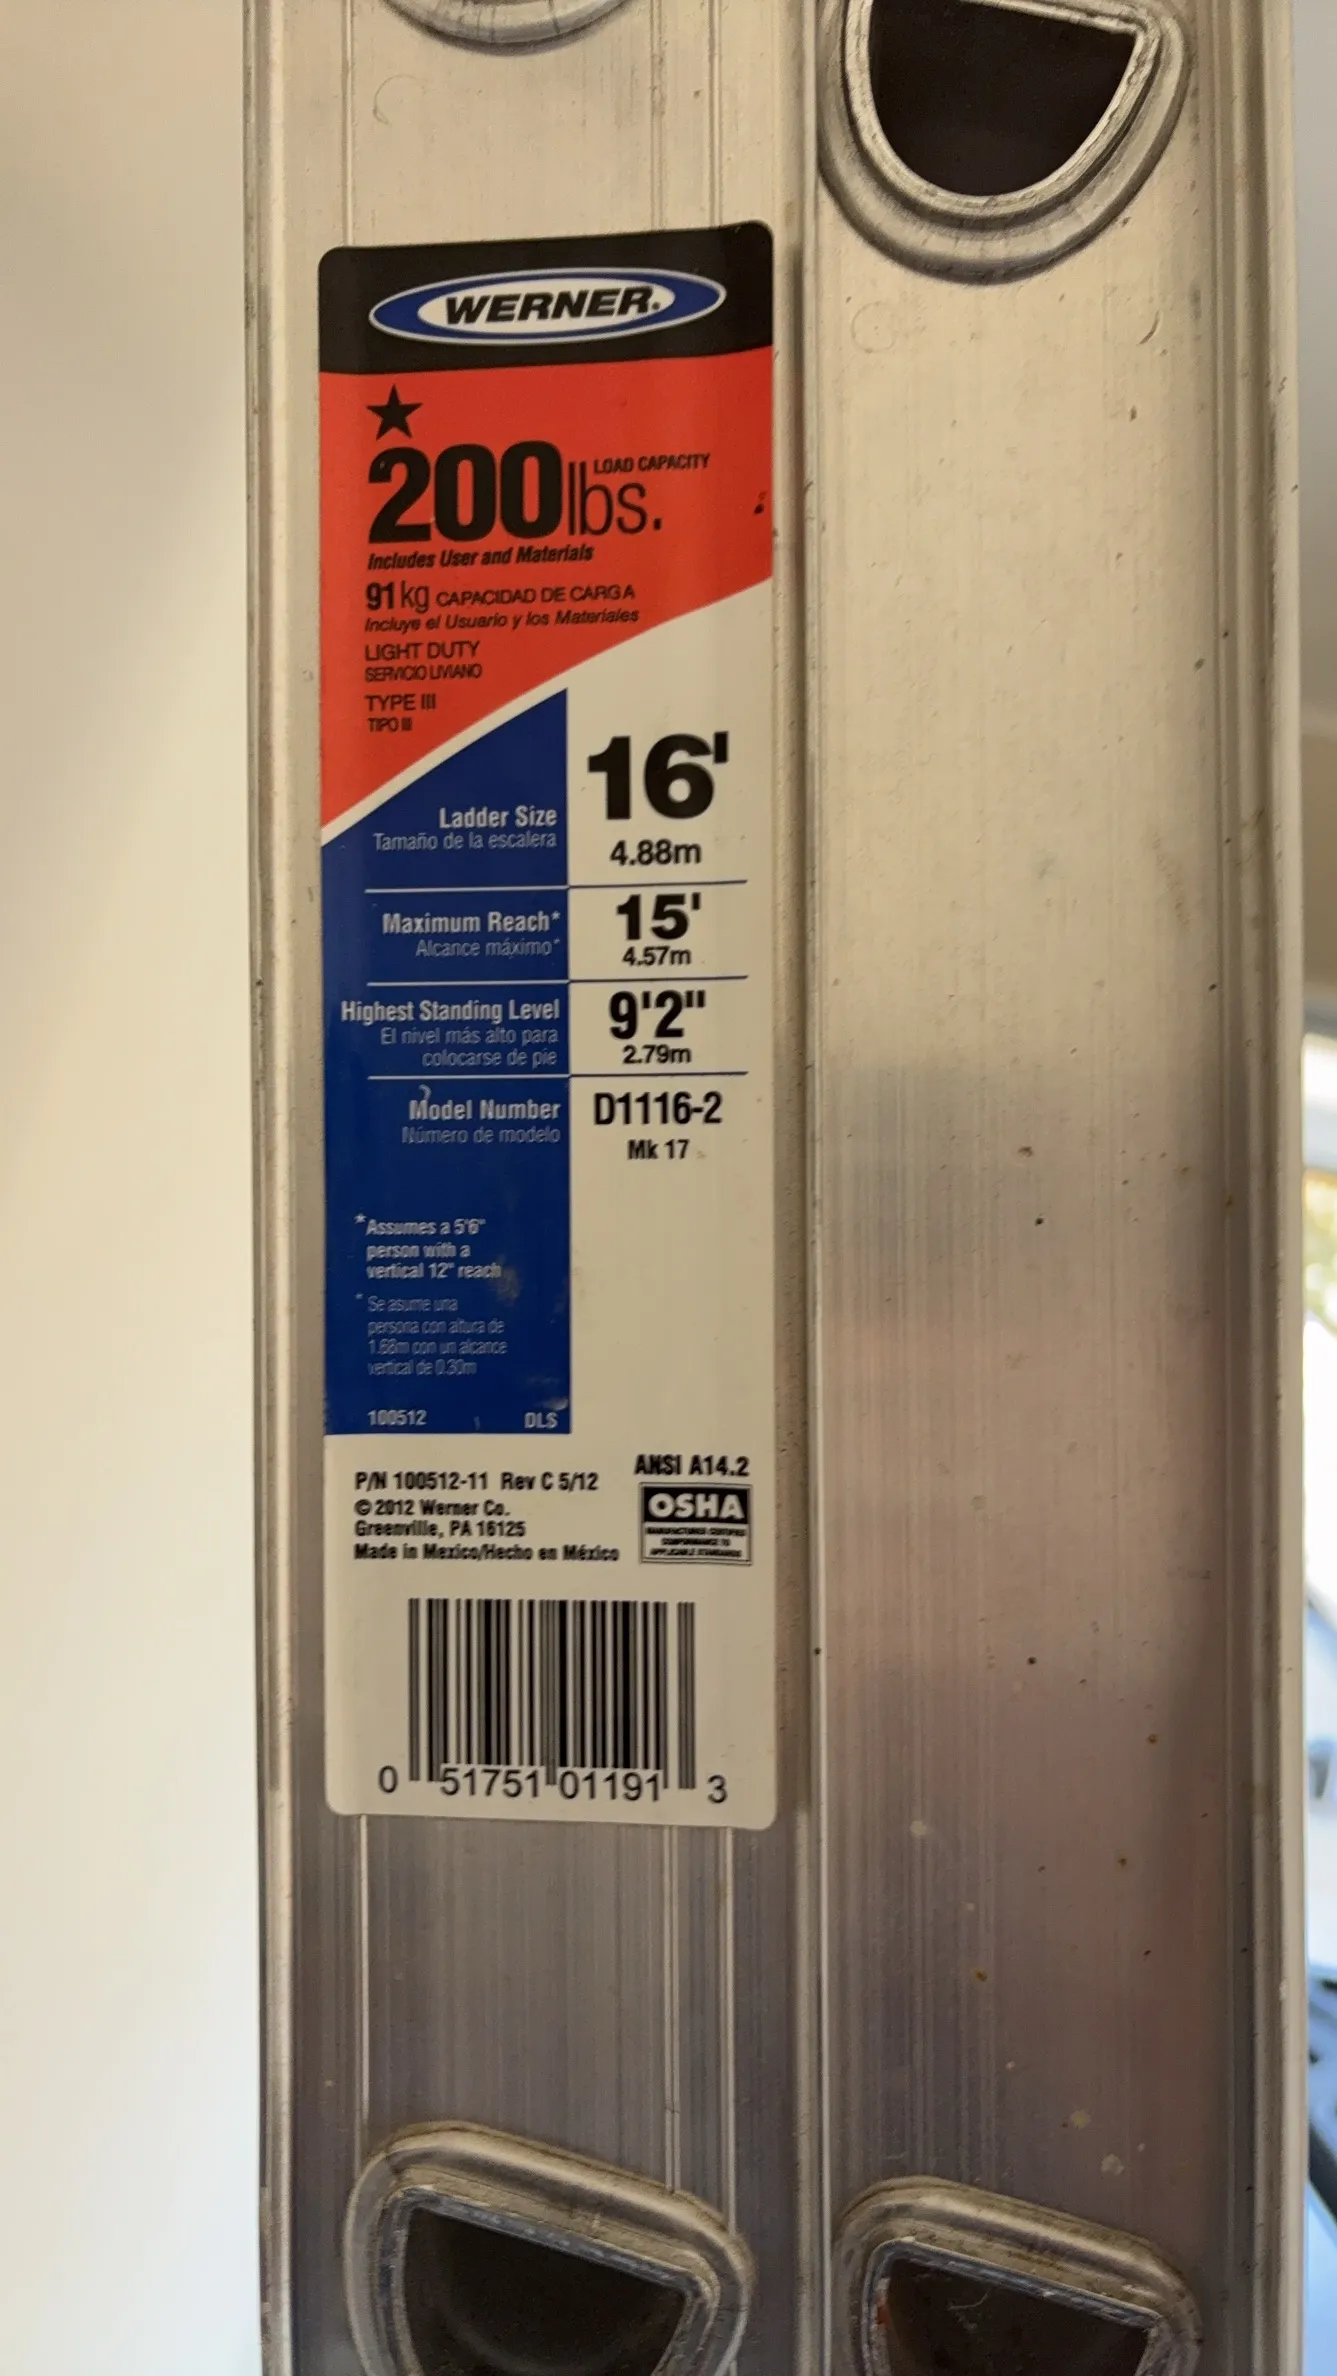 WERNER.
★
LOAD CAPACITY
200lbs.
Includes User and Materials
91 kg CAPACIDAD DE CARGA
Incluye el Usuario y los Materiales
LIGHT DUTY
SERVICIO LIVIANO
TYPE III
TIPO III
Ladder Size 16'
Tamaño de la escalera 4.88m
Maximum Reach* 15'
Alcance máximo* 4.57m
Highest Standing Level 9'2"
El nivel más alto para
colocarse de pie 2.79m
Model Number D1116-2
Número de modelo Mk 17
*Assumes a 5'6"
person with a
vertical 12" reach
* Se asume una
persona con altura de
1.68m con un alcance
vertical de 0.30m
100512 DLS
ANSI A14.2
P/N 100512-11 Rev C 5/12
© 2012 Werner Co.
Greenville, PA 16125
Made in Mexico/Hecho en México
OSHA
MANUFACTURER CERTIFIES
CONFORMANCE TO
APPLICABLE STANDARDS
0 51751 01191 3